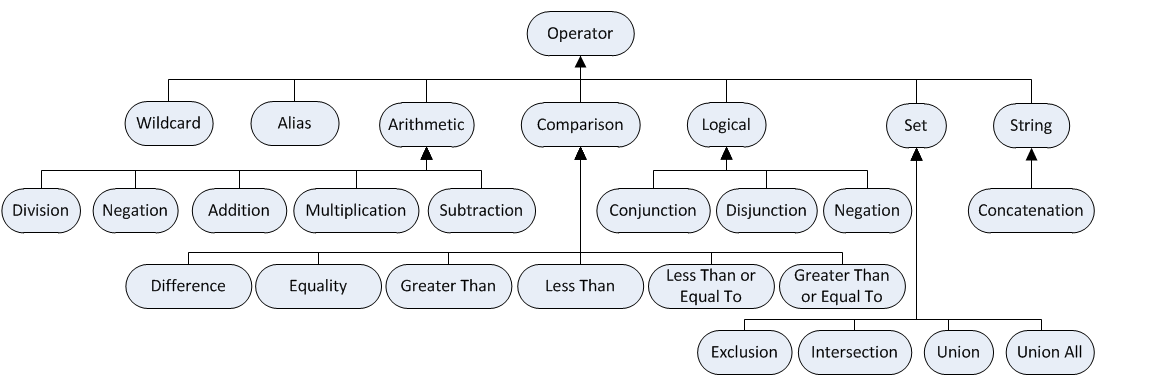 Operator
Wildcard
Alias
Arithmetic
Comparison
Logical
Set
String
Division
Negation
Addition
Multiplication
Subtraction
Conjunction
Disjunction
Negation
Concatenation
Difference
Equality
Greater Than
Less Than
Less Than or
Equal To
Greater Than
or Equal To
Exclusion
Intersection
Union
Union All